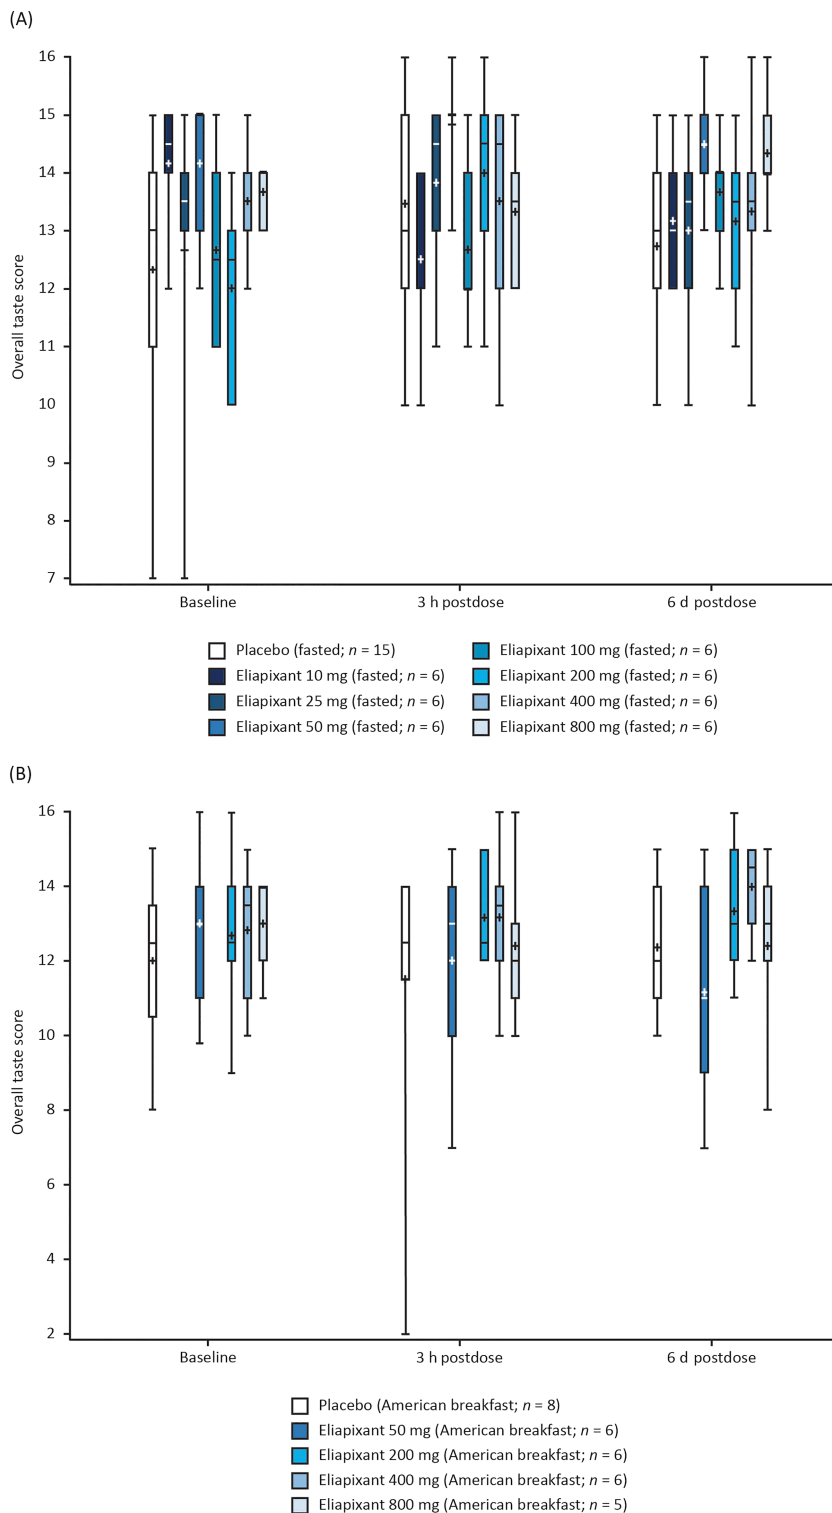 (A)
16
15
14
13
12
11
10
9
8
7
Overall taste score
Baseline
3 h postdose
6 d postdose
Placebo (fasted; n = 15)
Eliapixant 10 mg (fasted; n = 6)
Eliapixant 25 mg (fasted; n = 6)
Eliapixant 50 mg (fasted; n = 6)
Eliapixant 100 mg (fasted; n = 6)
Eliapixant 200 mg (fasted; n = 6)
Eliapixant 400 mg (fasted; n = 6)
Eliapixant 800 mg (fasted; n = 6)
(B)
16
14
12
10
8
6
4
2
Overall taste score
Baseline
3 h postdose
6 d postdose
Placebo (American breakfast; n = 8)
Eliapixant 50 mg (American breakfast; n = 6)
Eliapixant 200 mg (American breakfast; n = 6)
Eliapixant 400 mg (American breakfast; n = 6)
Eliapixant 800 mg (American breakfast; n = 5)